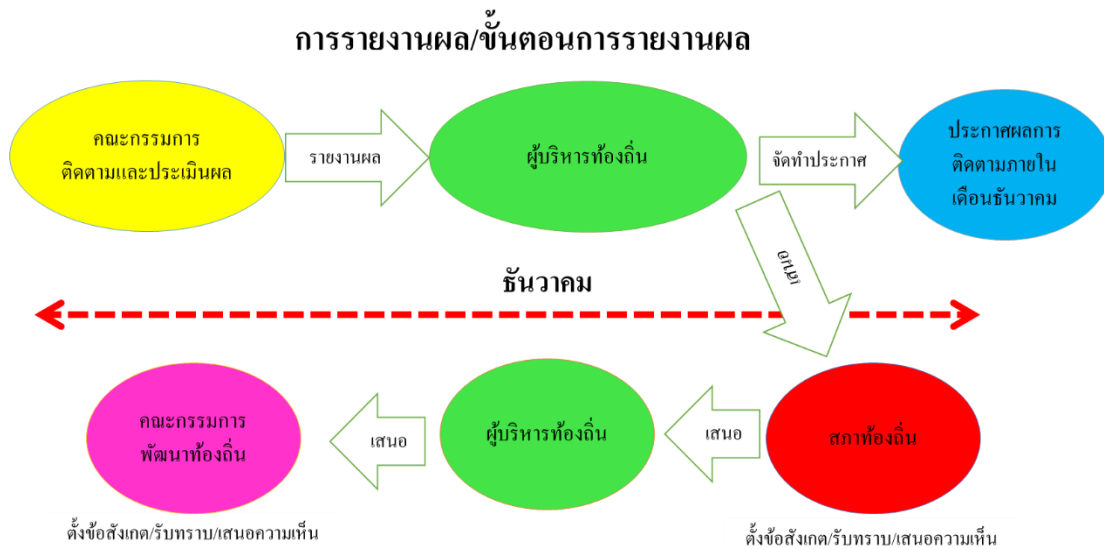 การรายงานผล/ขั้นตอนการรายงานผล
คณะกรรมการ
ติดตามและประเมินผล
รายงานผล
ผู้บริหารท้องถิ่น
จัดทำประกาศ
ประกาศผลการ
ติดตามภายใน
เดือนธันวาคม
เสนอ
ธันวาคม
คณะกรรมการ
พัฒนาท้องถิ่น
เสนอ
ผู้บริหารท้องถิ่น
เสนอ
สภาท้องถิ่น
ตั้งข้อสังเกต/รับทราบ/เสนอความเห็น
ตั้งข้อสังเกต/รับทราบ/เสนอความเห็น